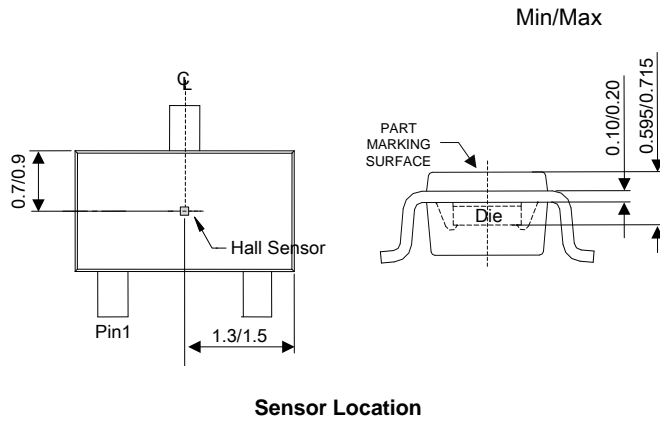 Min/Max
℄
PART
MARKING
SURFACE
0.10/0.20
0.595/0.715
0.7/0.9
Die
Hall Sensor
Pin1
1.3/1.5
Sensor Location